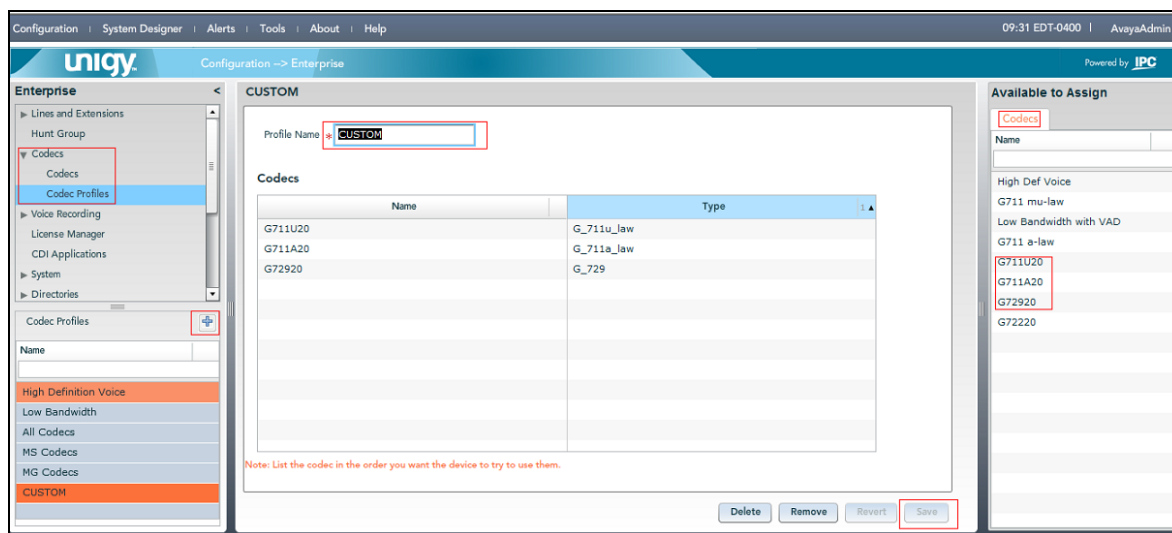 Configuration | System Designer | Alerts | Tools | About | Help
09:31 EDT-0400 | AvayaAdmin
unigy
Configuration --> Enterprise
Powered by IPC
Enterprise <
Lines and Extensions
Hunt Group
Codecs
Codecs
Codec Profiles
Voice Recording
License Manager
CDI Applications
System
Directories
Codec Profiles
Name
High Definition Voice
Low Bandwidth
All Codecs
MS Codecs
MG Codecs
CUSTOM
CUSTOM
Profile Name * CUSTOM
Codecs
Name Type 1
G711U20 G_711u_law
G711A20 G_711a_law
G72920 G_729
Note: List the codec in the order you want the device to try to use them.
Delete Remove Revert Save
Available to Assign
Codecs
Name
High Def Voice
G711 mu-law
Low Bandwidth with VAD
G711 a-law
G711U20
G711A20
G72920
G72220